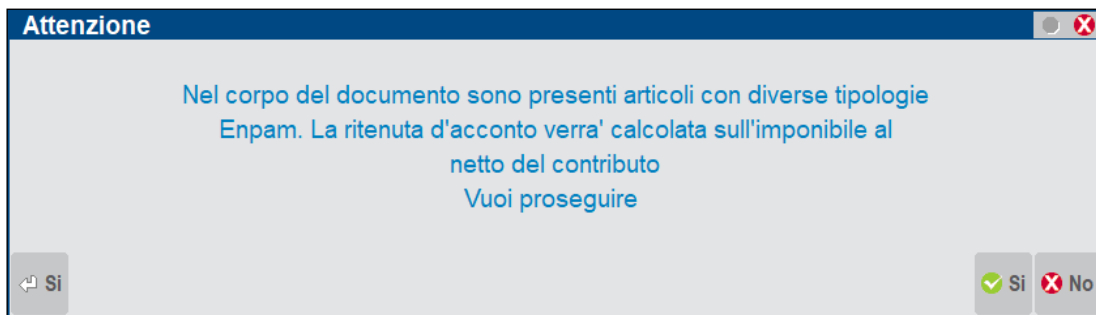 Attenzione
Nel corpo del documento sono presenti articoli con diverse tipologie
Enpam. La ritenuta d'acconto verra' calcolata sull'imponibile al
netto del contributo
Vuoi proseguire
Si
Si
No